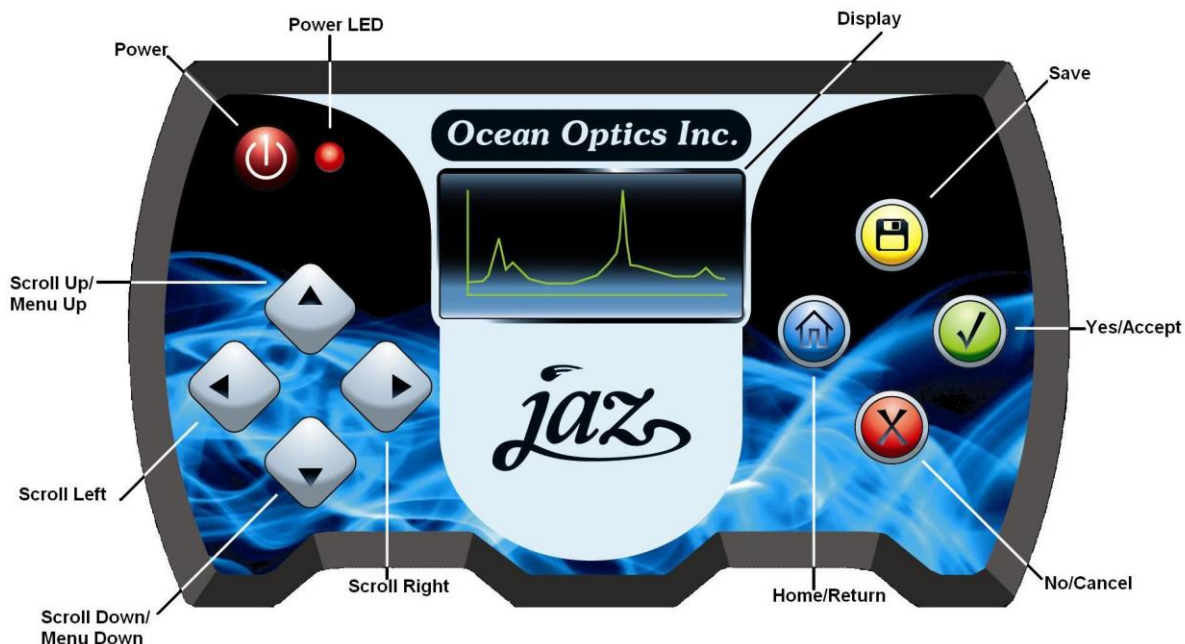 Power LED
Display
Power
Save
Ocean Optics Inc.
Scroll Up/
Menu Up
Yes/Accept
jaz
Scroll Left
Scroll Right
No/Cancel
Home/Return
Scroll Down/
Menu Down